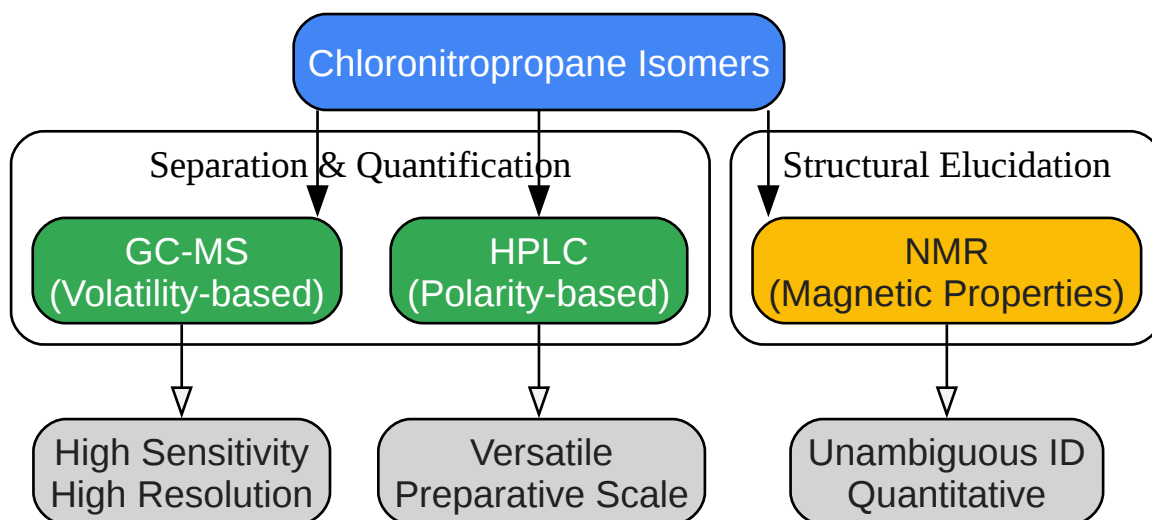 Chloronitropropane Isomers
Separation & Quantification
Structural Elucidation
GC-MS
(Volatility-based)
HPLC
(Polarity-based)
NMR
(Magnetic Properties)
High Sensitivity
High Resolution
Versatile
Preparative Scale
Unambiguous ID
Quantitative